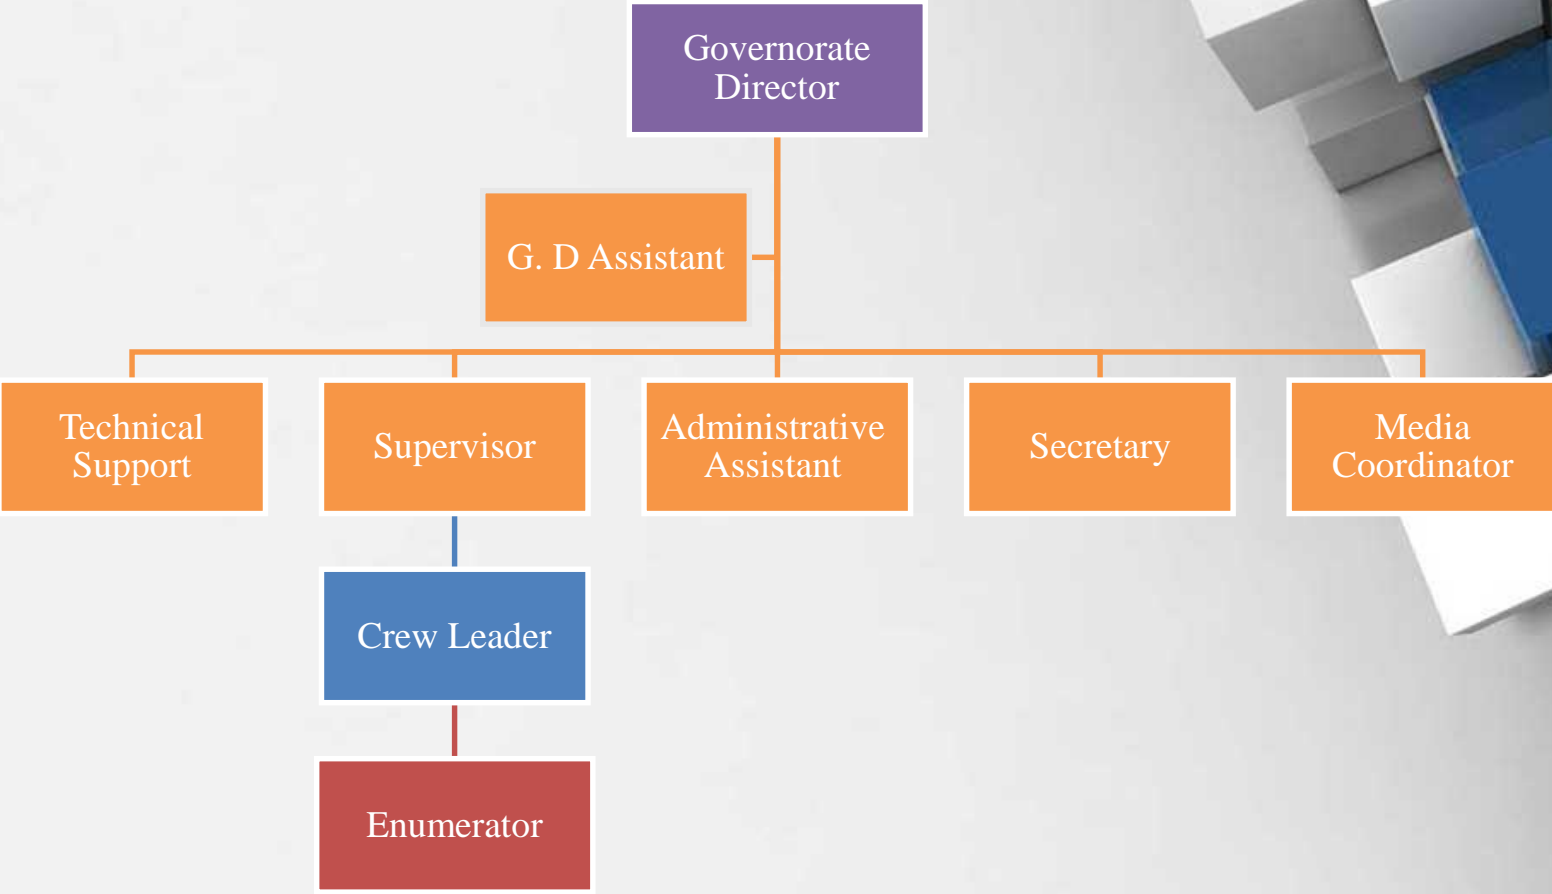 Governorate
Director
G. D Assistant
Technical
Support
Supervisor
Administrative
Assistant
Secretary
Media
Coordinator
Crew Leader
Enumerator